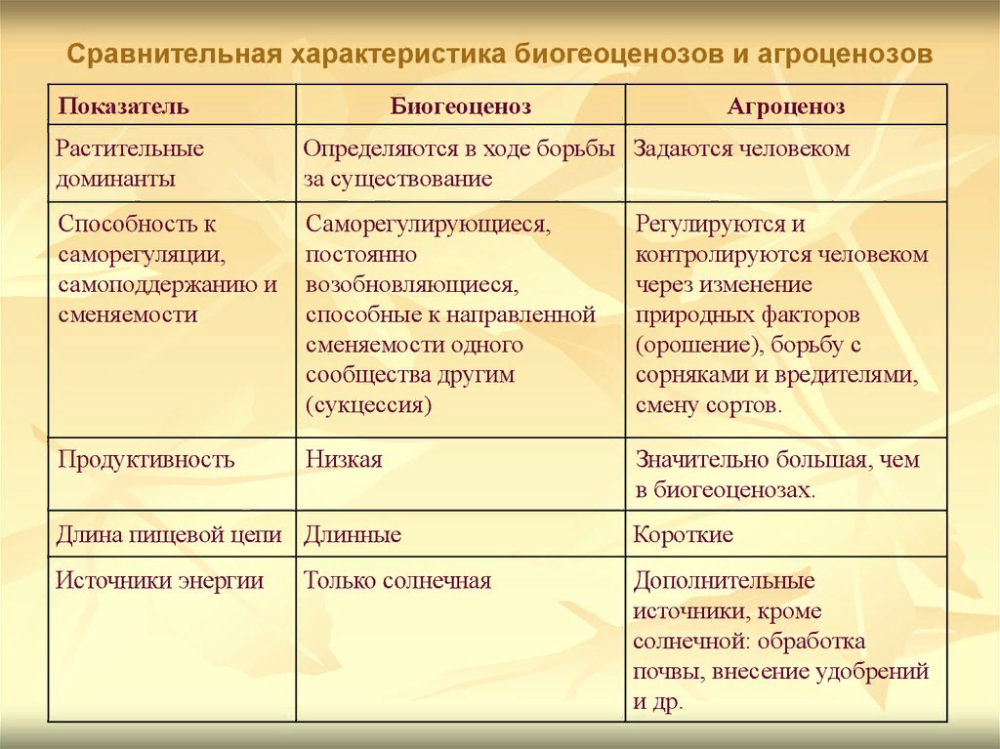 Сравнительная характеристика биогеоценозов и агроценозов
Показатель
Биогеоценоз
Агроценоз
Растительные
доминанты
Определяются в ходе борьбы
за существование
Задаются человеком
Способность к
саморегуляции,
самоподдержанию и
сменяемости
Саморегулирующиеся,
постоянно
возобновляющиеся,
способные к направленной
сменяемости одного
сообщества другим
(сукцессия)
Регулируются и
контролируются человеком
через изменение
природных факторов
(орошение), борьбу с
сорняками и вредителями,
смену сортов.
Продуктивность
Низкая
Значительно большая, чем
в биогеоценозах.
Длина пищевой цепи
Длинные
Короткие
Источники энергии
Только солнечная
Дополнительные
источники, кроме
солнечной: обработка
почвы, внесение удобрений
и др.